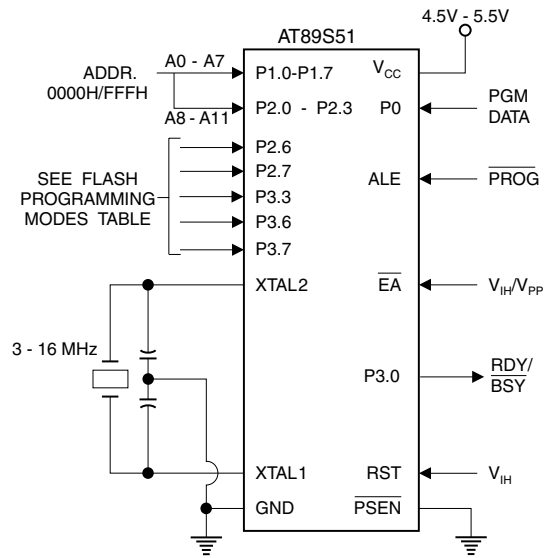 4.5V - 5.5V
AT89S51
A0 - A7
ADDR.
0000H/FFFH
P1.0-P1.7
VCC
A8 - A11
P2.0 - P2.3
P0
PGM
DATA
P2.6
P2.7
SEE FLASH
PROGRAMMING
MODES TABLE
P3.3
ALE
PROG
P3.6
P3.7
XTAL2
EA
VIH/VPP
3 - 16 MHz
P3.0
RDY/
BSY
XTAL1
RST
VIH
GND
PSEN